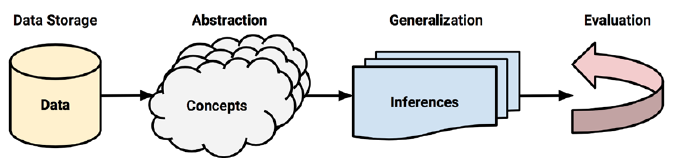 Data Storage
Abstraction
Generalization
Evaluation
Data
Concepts
Inferences